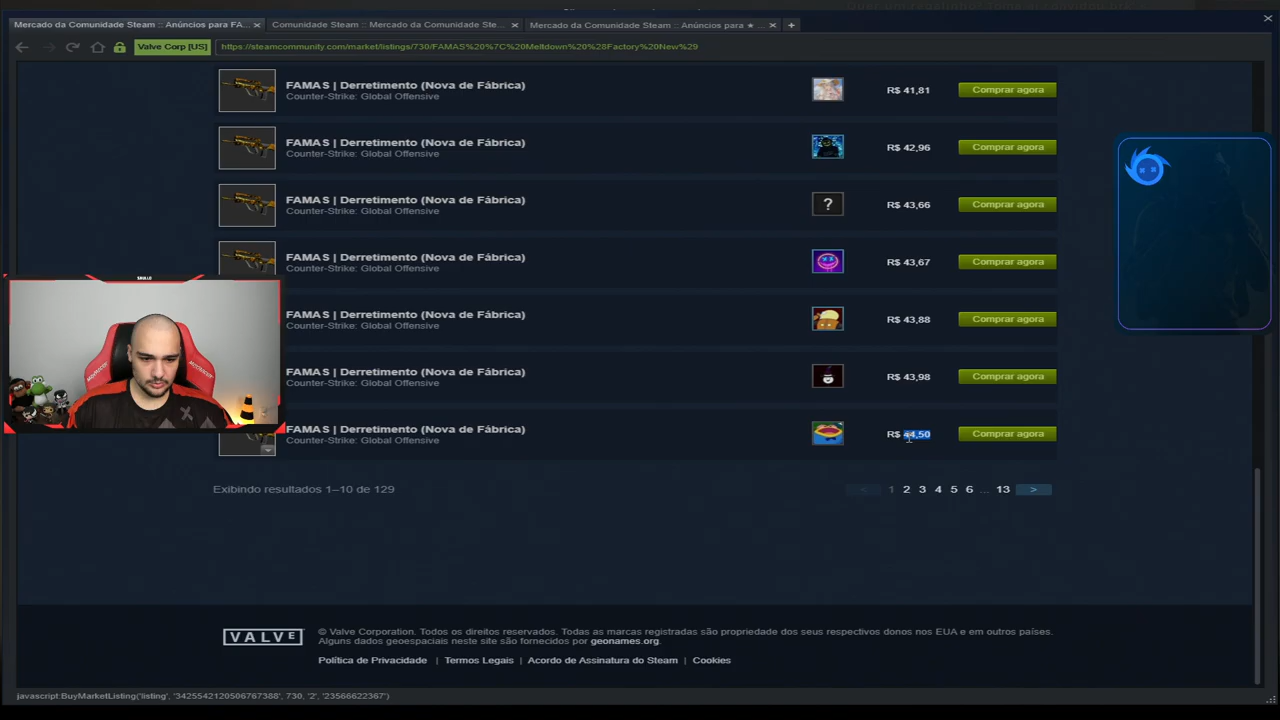 Mercado da Comunidade Steam :: Anúncios para FA...
Comunidade Steam :: Mercado da Comunidade Ste...
Mercado da Comunidade Steam :: Anúncios para ★ ...
Valve Corp [US]
https://steamcommunity.com/market/listings/730/FAMAS%20%7C%20Meltdown%20%28Factory%20New%29
FAMAS | Derretimento (Nova de Fábrica)
Counter-Strike: Global Offensive
R$ 41,81
Comprar agora
FAMAS | Derretimento (Nova de Fábrica)
Counter-Strike: Global Offensive
R$ 42,96
Comprar agora
FAMAS | Derretimento (Nova de Fábrica)
Counter-Strike: Global Offensive
?
R$ 43,66
Comprar agora
FAMAS | Derretimento (Nova de Fábrica)
Counter-Strike: Global Offensive
R$ 43,67
Comprar agora
FAMAS | Derretimento (Nova de Fábrica)
Counter-Strike: Global Offensive
R$ 43,88
Comprar agora
FAMAS | Derretimento (Nova de Fábrica)
Counter-Strike: Global Offensive
R$ 43,98
Comprar agora
FAMAS | Derretimento (Nova de Fábrica)
Counter-Strike: Global Offensive
R$ 44,50
Comprar agora
Exibindo resultados 1–10 de 129
< 1 2 3 4 5 6 ... 13 >
VALVE
© Valve Corporation. Todos os direitos reservados. Todas as marcas registradas são propriedade dos seus respectivos donos nos EUA e em outros países.
Alguns dados geoespaciais neste site são fornecidos por geonames.org.
Política de Privacidade | Termos Legais | Acordo de Assinatura do Steam | Cookies
javascript:BuyMarketListing('listing', '3425542120506767388', 730, '2', '23566622367')